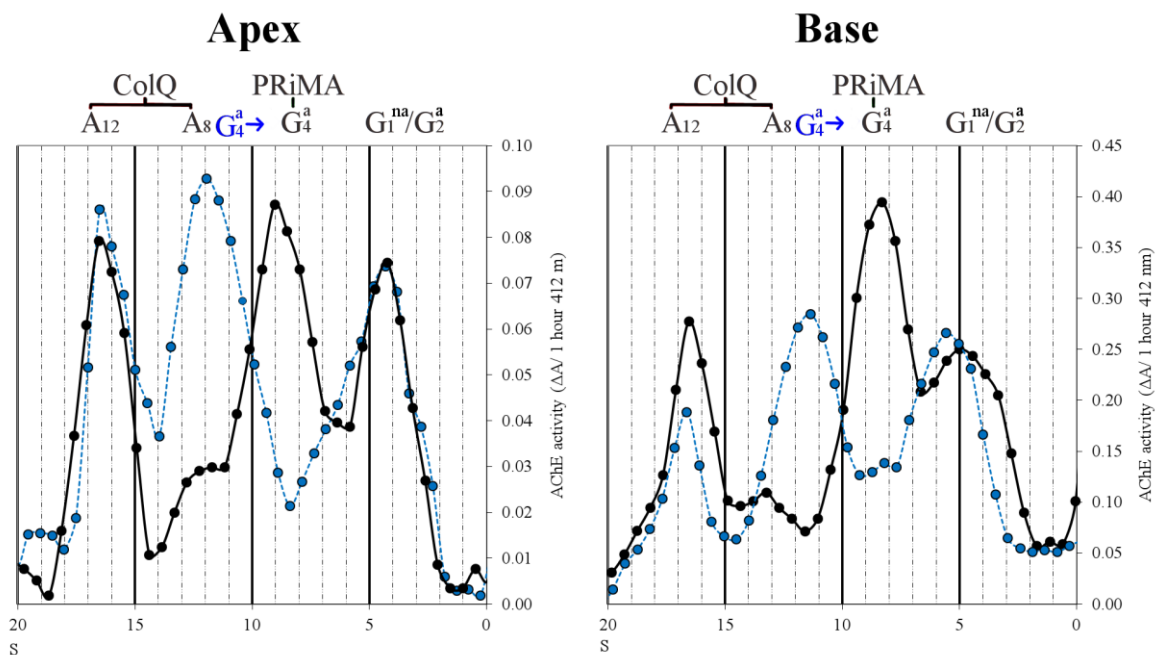 Apex
ColQ PRiMA
A12 A8 G4a→ G4a G1na/G2a
0.10
0.09
0.08
0.07
0.06
0.05
0.04
0.03
0.02
0.01
0.00
AChE activity (ΔA/ 1 hour 412 m)
20 15 10 5 0
S
Base
ColQ PRiMA
A12 A8 G4a→ G4a G1na/G2a
0.45
0.40
0.35
0.30
0.25
0.20
0.15
0.10
0.05
0.00
AChE activity (ΔA/ 1 hour 412 nm)
20 15 10 5 0
S